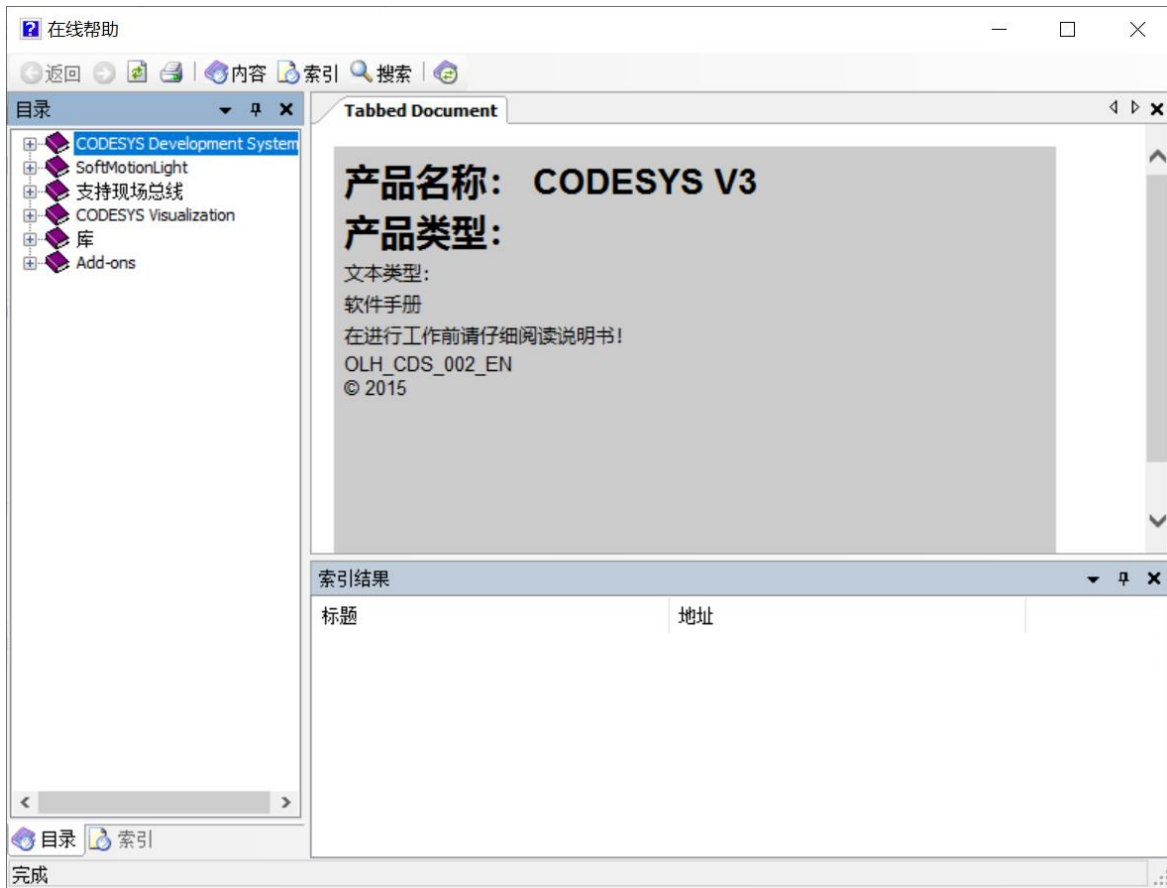 在线帮助
返回 内容 索引 搜索
目录
CODESYS Development System
SoftMotionLight
支持现场总线
CODESYS Visualization
库
Add-ons
目录 索引
Tabbed Document
产品名称： CODESYS V3
产品类型：
文本类型：
软件手册
在进行工作前请仔细阅读说明书！
OLH_CDS_002_EN
© 2015
索引结果
标题 地址
完成